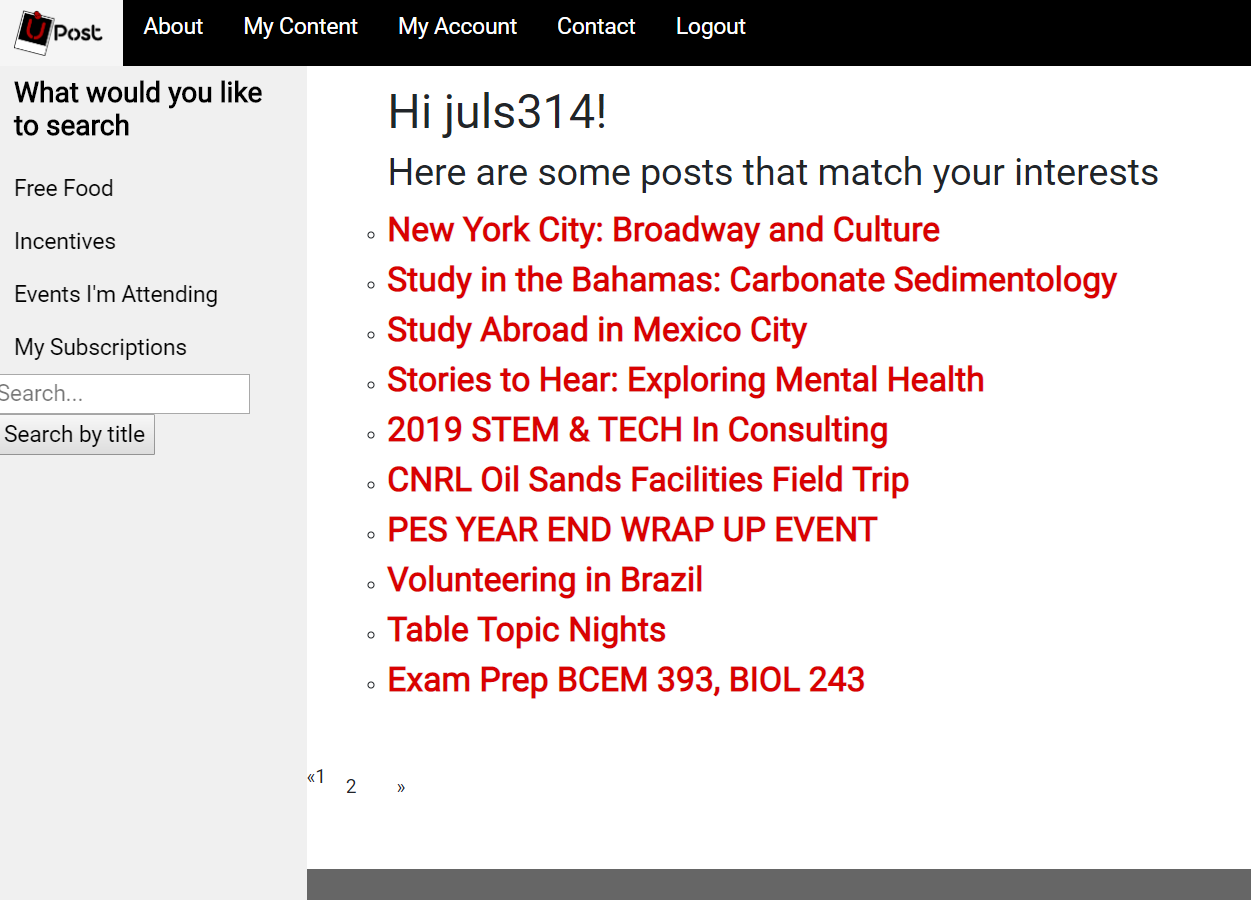 U Post
About My Content My Account Contact Logout
What would you like
to search
Free Food
Incentives
Events I'm Attending
My Subscriptions
Search...
Search by title
Hi juls314!
Here are some posts that match your interests
New York City: Broadway and Culture
Study in the Bahamas: Carbonate Sedimentology
Study Abroad in Mexico City
Stories to Hear: Exploring Mental Health
2019 STEM & TECH In Consulting
CNRL Oil Sands Facilities Field Trip
PES YEAR END WRAP UP EVENT
Volunteering in Brazil
Table Topic Nights
Exam Prep BCEM 393, BIOL 243
«1 2 »